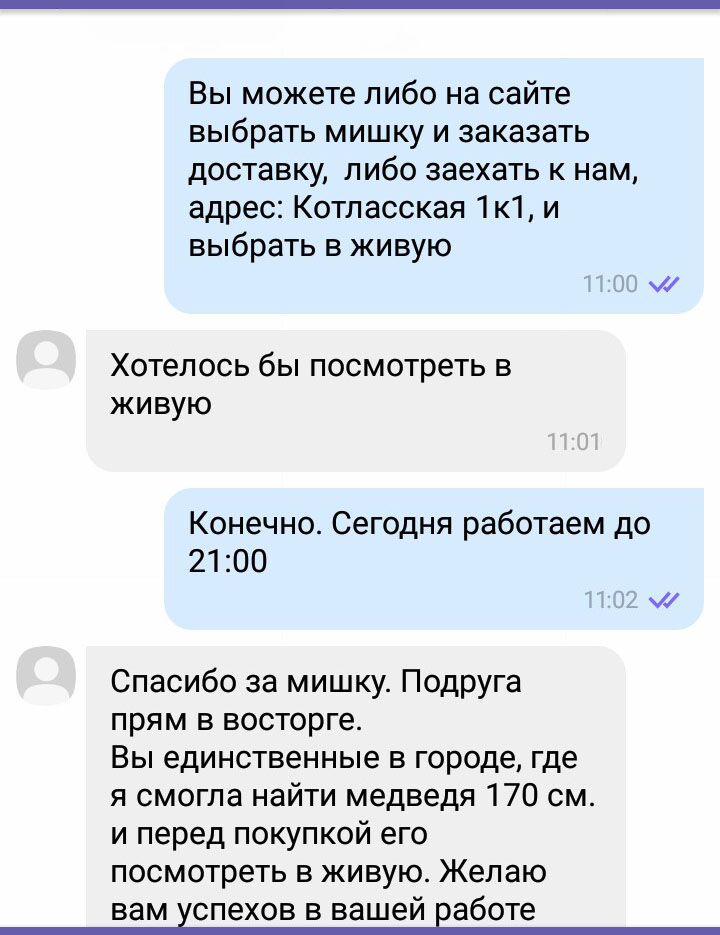 Вы можете либо на сайте
выбрать мишку и заказать
доставку,  либо заехать к нам,
адрес: Котласская 1к1, и
выбрать в живую
11:00
Хотелось бы посмотреть в
живую
11:01
Конечно. Сегодня работаем до
21:00
11:02
Спасибо за мишку. Подруга
прям в восторге.
Вы единственные в городе, где
я смогла найти медведя 170 см.
и перед покупкой его
посмотреть в живую. Желаю
вам успехов в вашей работе